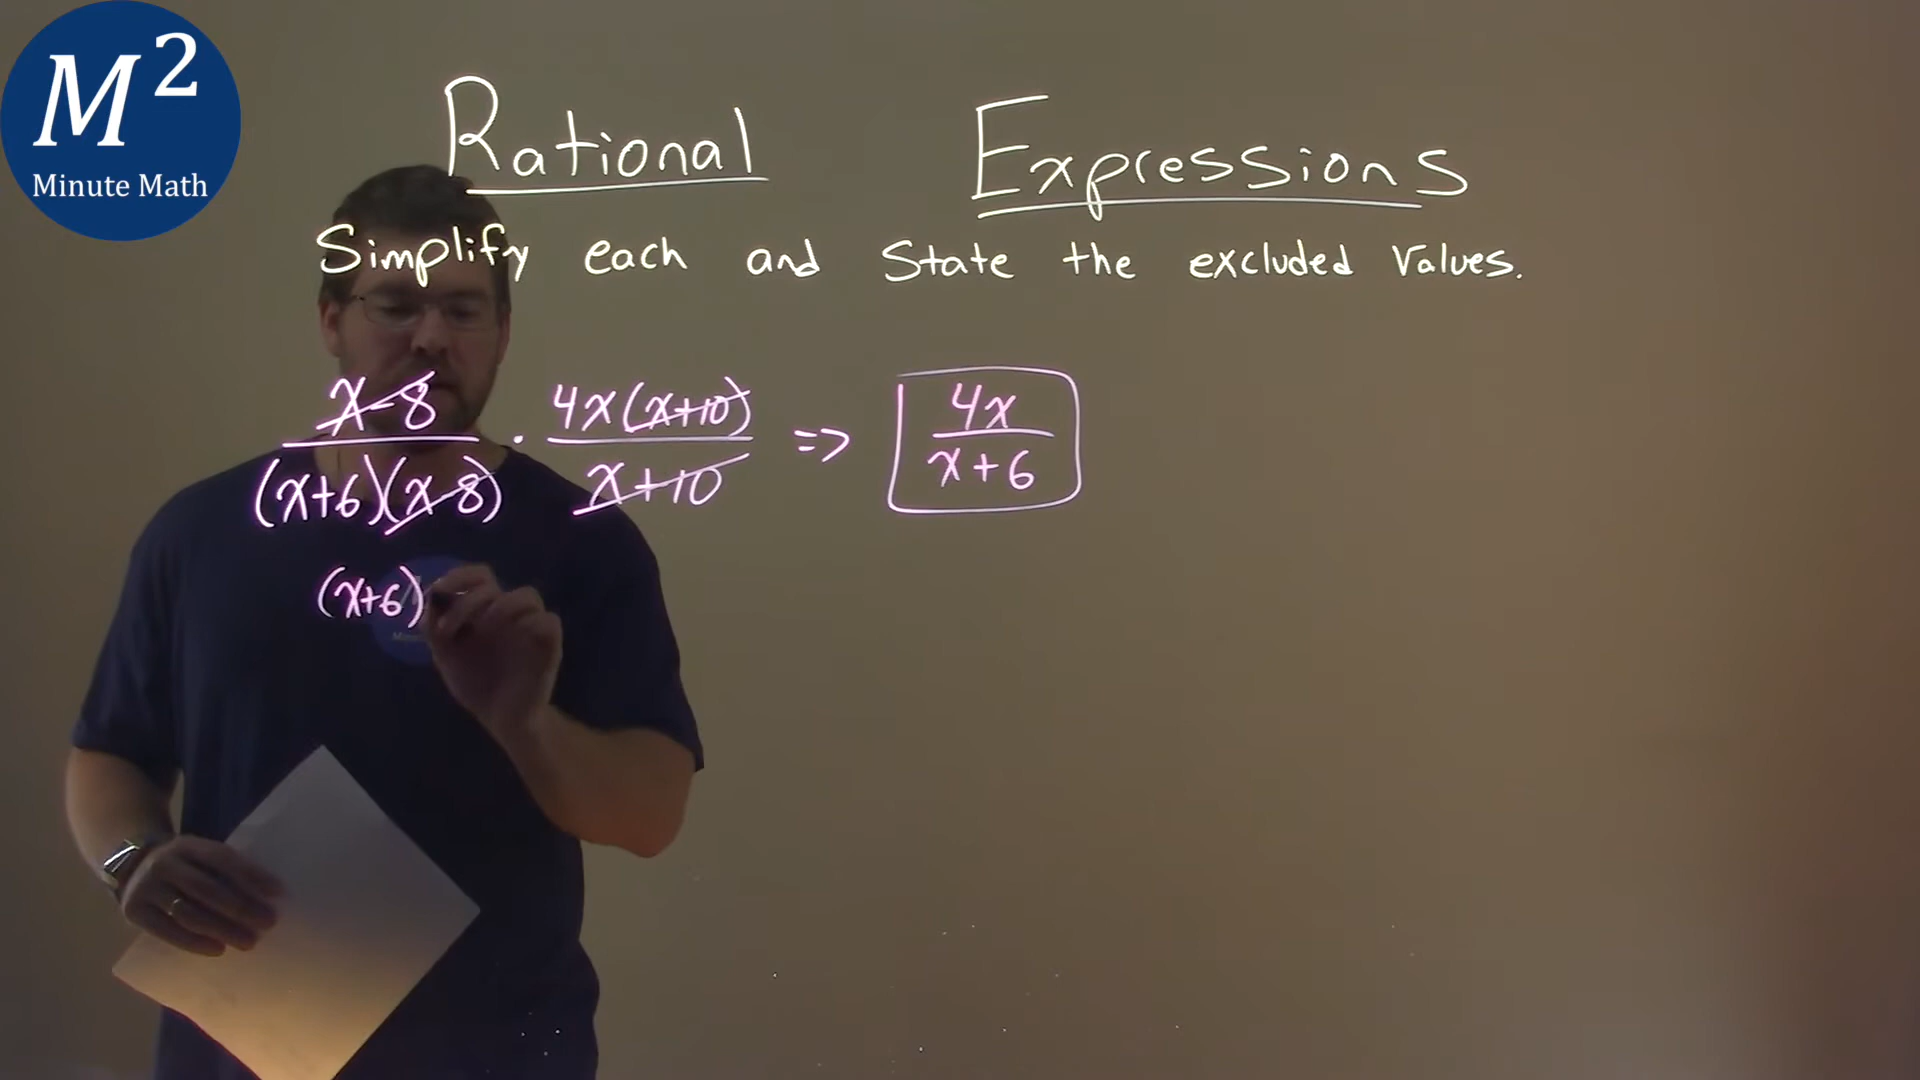 M²
Minute Math
Rational Expressions
Simplify each and State the excluded Values.
x-8 4x(x+10) 4x
(x+6)(x-8) · x+10 => x+6
(x+6)